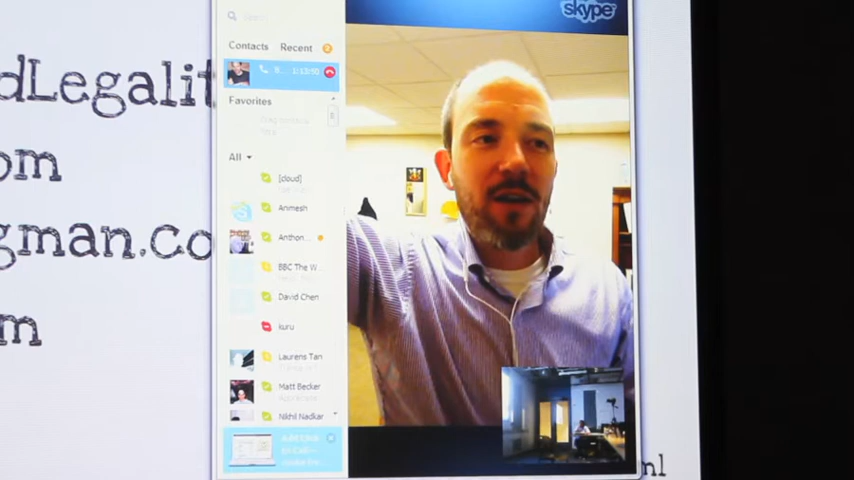 skype
Contacts Recent
dLegalit
Favorites
om
All
[cloud]
Animesh
gman.co
Anthon...
BBC The W...
David Chen
m
kuru
Laurens Tan
Matt Becker
Nikhil Nadkar
ml